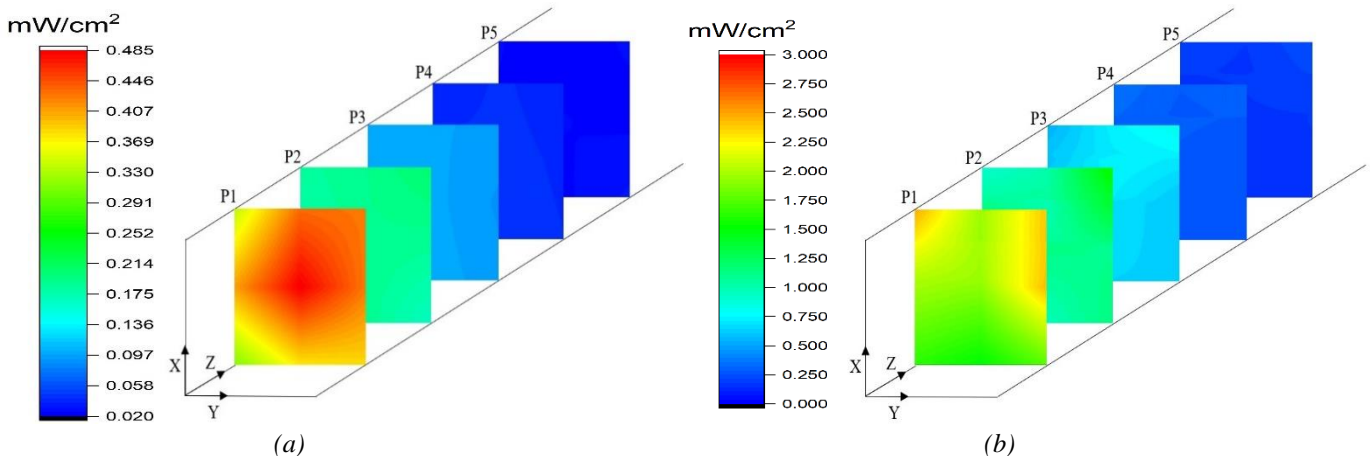 mW/cm²
0.485
0.446
0.407
0.369
0.330
0.291
0.252
0.214
0.175
0.136
0.097
0.058
0.020
P1
P2
P3
P4
P5
X
Z
Y
(a)
mW/cm²
3.000
2.750
2.500
2.250
2.000
1.750
1.500
1.250
1.000
0.750
0.500
0.250
0.000
P1
P2
P3
P4
P5
X
Z
Y
(b)